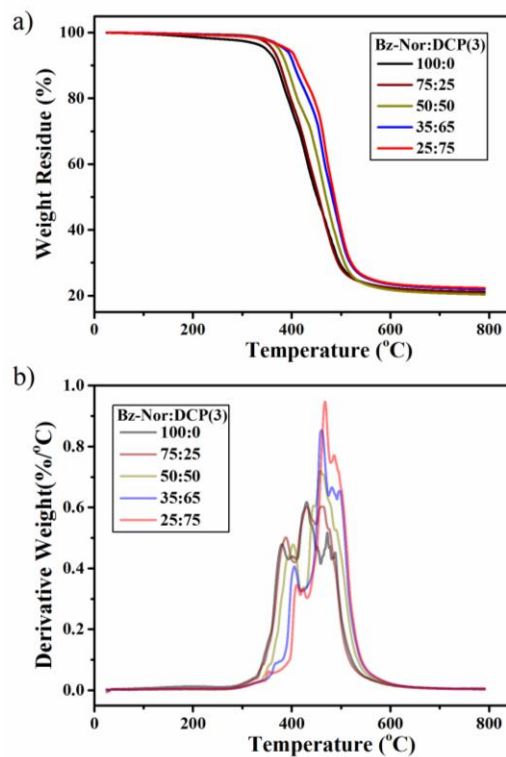 a)
Weight Residue (%)
100
80
60
40
20
Bz-Nor:DCP(3)
100:0
75:25
50:50
35:65
25:75
0 200 400 600 800
Temperature (°C)
b)
Derivative Weight(%/°C)
1.0
0.8
0.6
0.4
0.2
0.0
Bz-Nor:DCP(3)
100:0
75:25
50:50
35:65
25:75
0 200 400 600 800
Temperature (°C)